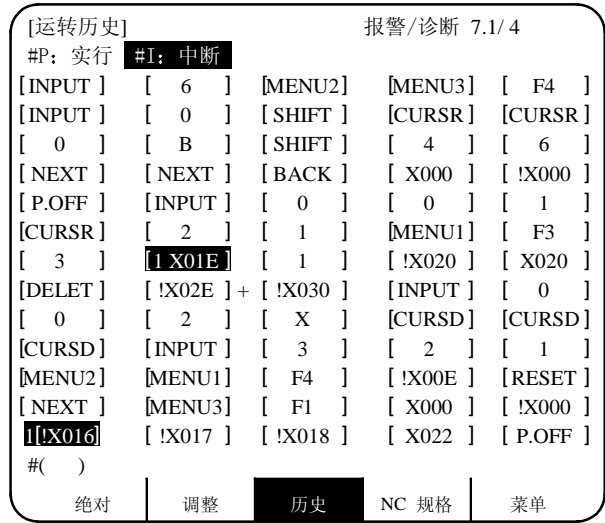 [运转历史] 报警/诊断 7.1/ 4
#P：实行 #I：中断
[INPUT ] [ 6 ] [MENU2] [MENU3] [ F4 ]
[INPUT ] [ 0 ] [ SHIFT ] [CURSR ] [CURSR ]
[ 0 ] [ B ] [ SHIFT ] [ 4 ] [ 6 ]
[ NEXT ] [ NEXT ] [ BACK ] [ X000 ] [ !X000 ]
[ P.OFF ] [INPUT ] [ 0 ] [ 0 ] [ 1 ]
[CURSR ] [ 2 ] [ 1 ] [MENU1] [ F3 ]
[ 3 ] [1 X01E ] [ 1 ] [ !X020 ] [ X020 ]
[DELET ] [ !X02E ] + [ !X030 ] [INPUT ] [ 0 ]
[ 0 ] [ 2 ] [ X ] [CURSD ] [CURSD ]
[CURSD ] [INPUT ] [ 3 ] [ 2 ] [ 1 ]
[MENU2] [MENU1] [ F4 ] [ !X00E ] [RESET ]
[ NEXT ] [MENU3] [ F1 ] [ X000 ] [ !X000 ]
1[!X016] [ !X017 ] [ !X018 ] [ X022 ] [ P.OFF ]
#( )
绝对 调整 历史 NC 规格 菜单